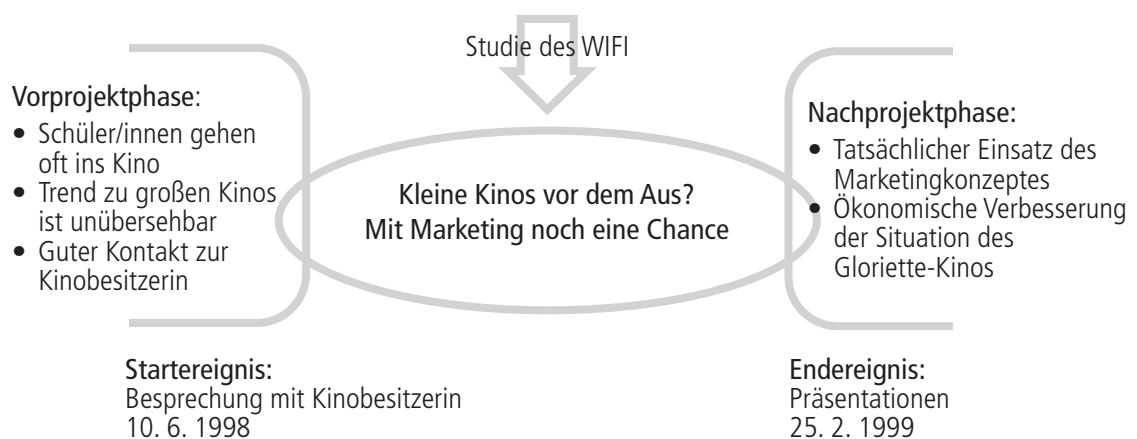 Studie des WIFI
Vorprojektphase:
• Schüler/innen gehen
oft ins Kino
• Trend zu großen Kinos
ist unübersehbar
• Guter Kontakt zur
Kinobesitzerin
Kleine Kinos vor dem Aus?
Mit Marketing noch eine Chance
Nachprojektphase:
• Tatsächlicher Einsatz des
Marketingkonzeptes
• Ökonomische Verbesserung
der Situation des
Gloriette-Kinos
Startereignis:
Besprechung mit Kinobesitzerin
10. 6. 1998
Endereignis:
Präsentationen
25. 2. 1999